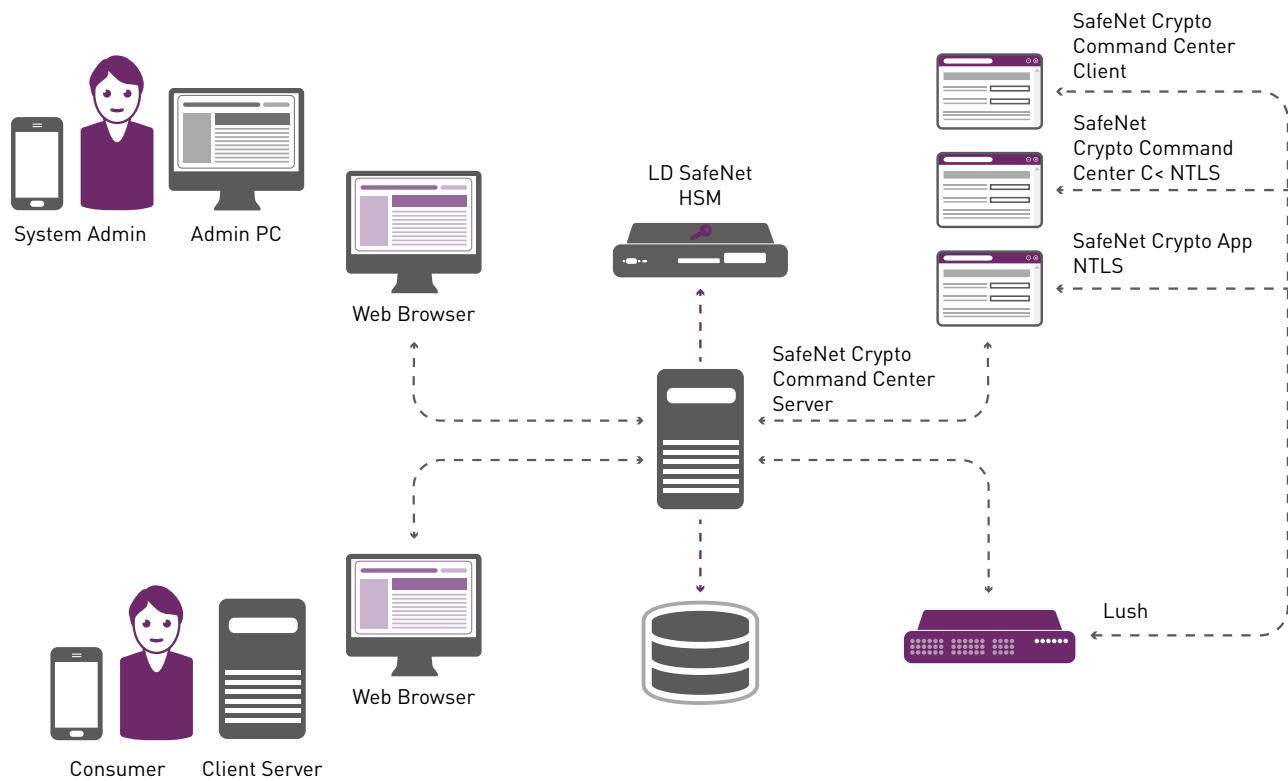 SafeNet Crypto
Command Center
Client
SafeNet
Crypto Command
Center C< NTLS
LD SafeNet
HSM
System Admin
Admin PC
SafeNet Crypto App
NTLS
Web Browser
SafeNet Crypto
Command Center
Server
Lush
Web Browser
Consumer
Client Server